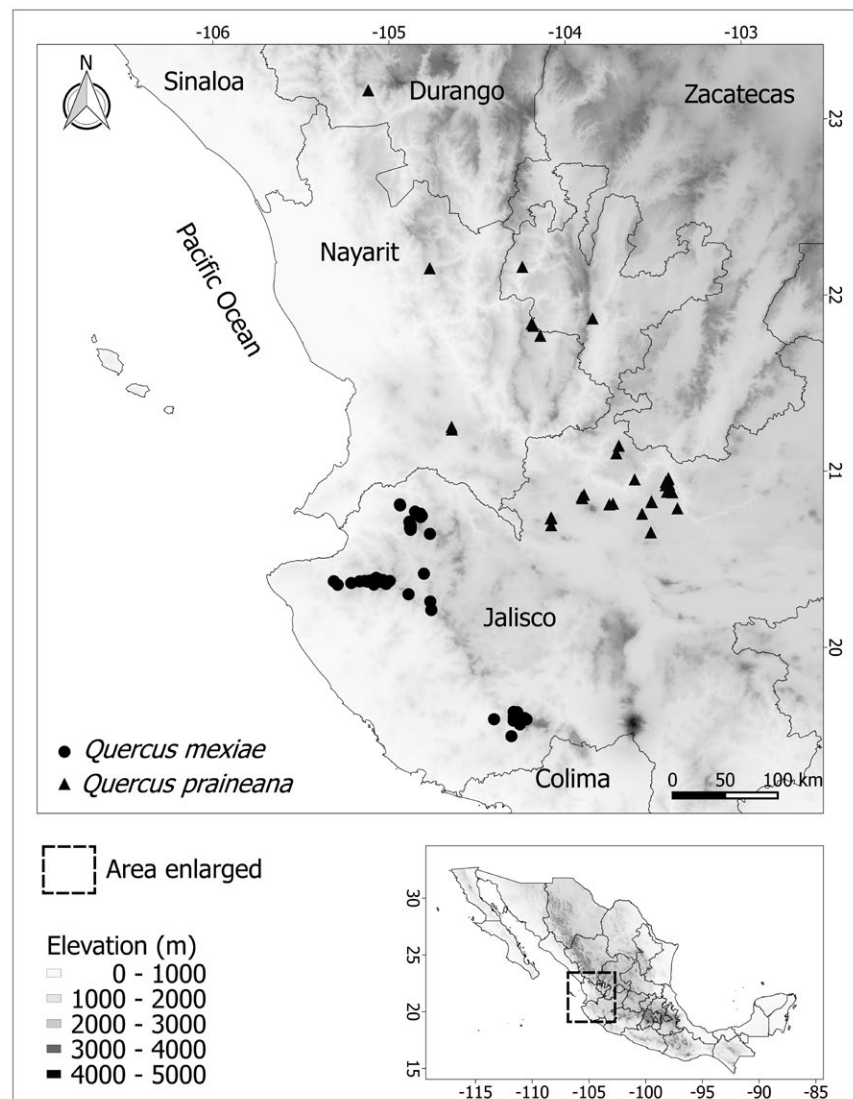 -106 -105 -104 -103
N
Sinaloa
Durango
Zacatecas
23
Nayarit
Pacific Ocean
22
21
Jalisco
20
Quercus mexiae
Quercus praineana
Colima
0 50 100 km
Area enlarged
Elevation (m)
0 - 1000
1000 - 2000
2000 - 3000
3000 - 4000
4000 - 5000
30
25
20
15
-115 -110 -105 -100 -95 -90 -85